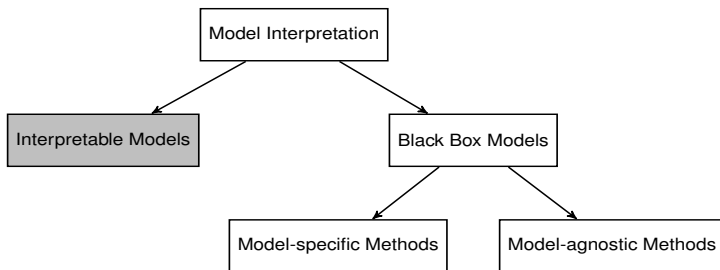 Model Interpretation
Interpretable Models
Black Box Models
Model-specific Methods
Model-agnostic Methods